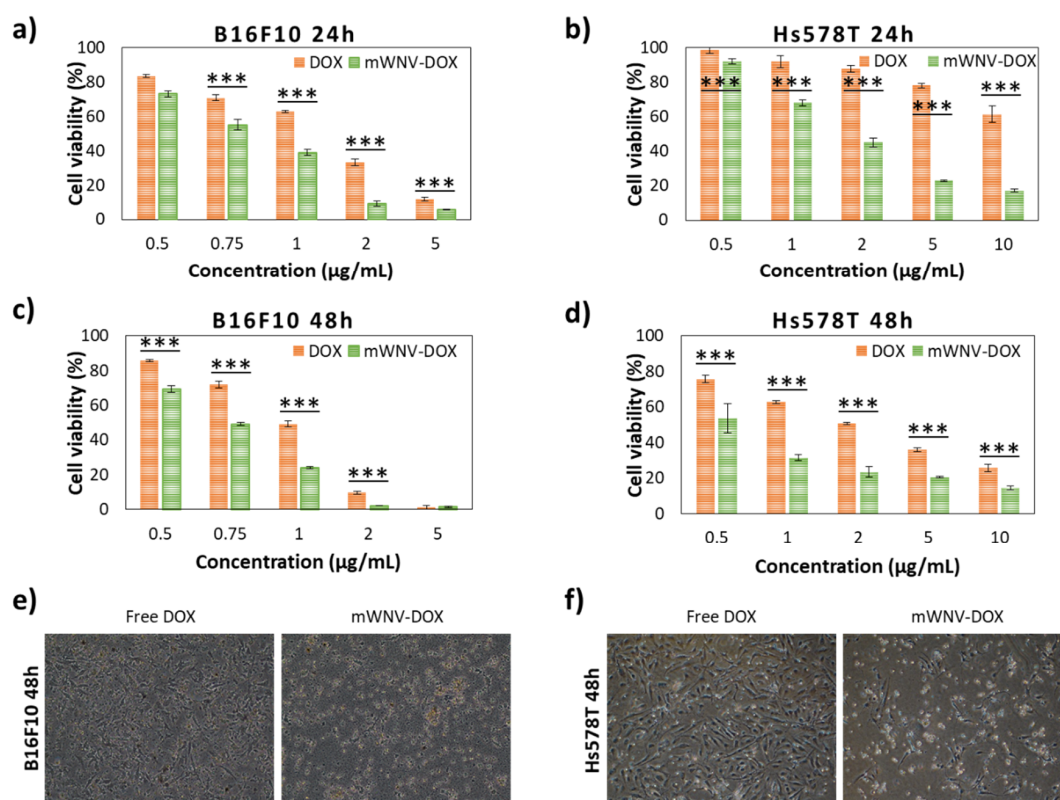 a)
B16F10 24h
DOX mWNV-DOX
Cell viability (%)
100
80
60
40
20
0
***
***
***
***
0.5 0.75 1 2 5
Concentration (µg/mL)
b)
Hs578T 24h
DOX mWNV-DOX
Cell viability (%)
100
80
60
40
20
0
***
***
***
***
***
0.5 1 2 5 10
Concentration (µg/mL)
c)
B16F10 48h
DOX mWNV-DOX
Cell viability (%)
100
80
60
40
20
0
***
***
***
***
0.5 0.75 1 2 5
Concentration (µg/mL)
d)
Hs578T 48h
DOX mWNV-DOX
Cell viability (%)
100
80
60
40
20
0
***
***
***
***
***
0.5 1 2 5 10
Concentration (µg/mL)
e)
Free DOX mWNV-DOX
B16F10 48h
f)
Free DOX mWNV-DOX
Hs578T 48h